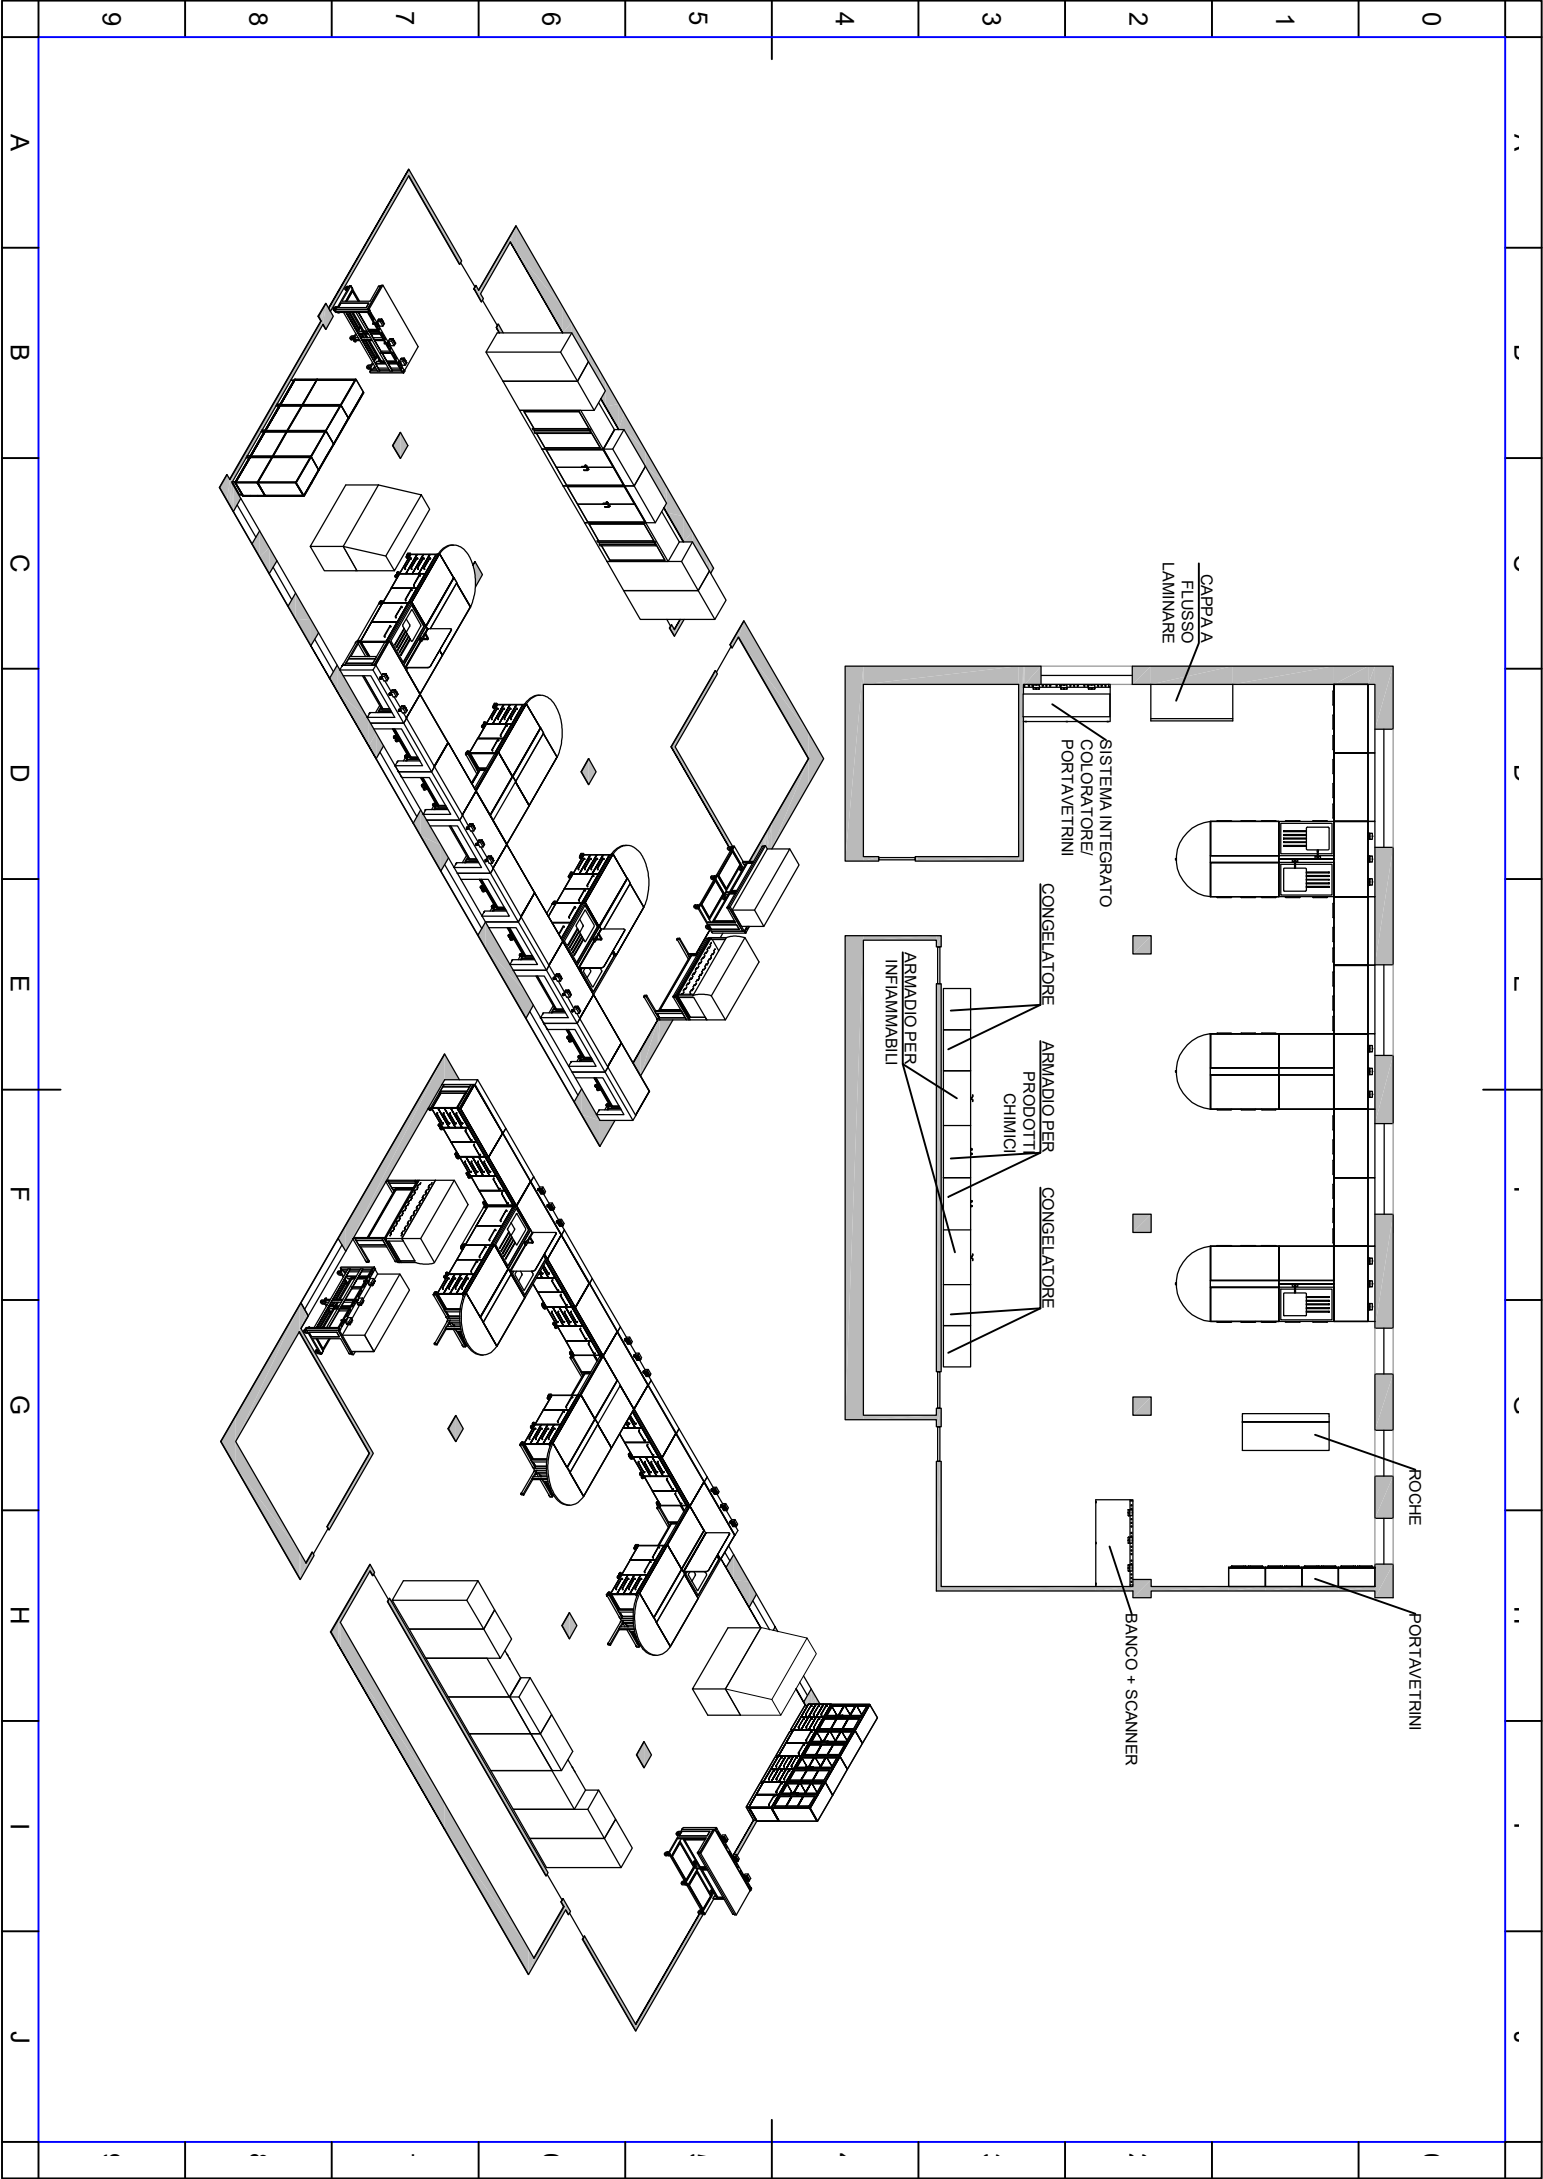 0
1
2
3
4
5
6
7
8
9
A
B
C
D
E
F
G
H
I
J
ROCHE
PORTAVETRINI
CAPPA A
FLUSSO
LAMINARE
BANCO + SCANNER
SISTEMA INTEGRATO
COLORATORE/
PORTAVETRINI
CONGELATORE
ARMADIO PER
PRODOTTI
CHIMICI
CONGELATORE
ARMADIO PER
INFIAMMABILI